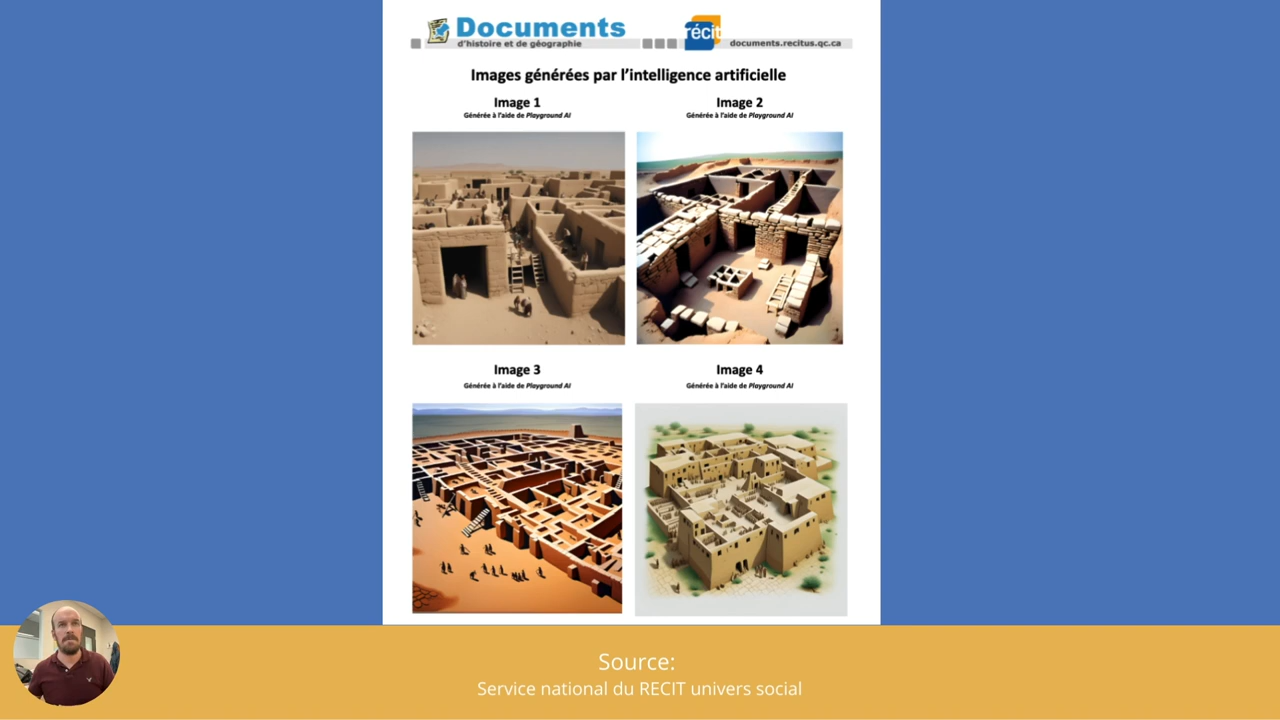 Documents
d'histoire et de géographie
récit
documents.recitus.qc.ca
Images générées par l'intelligence artificielle
Image 1
Générée à l'aide de Playground AI
Image 2
Générée à l'aide de Playground AI
Image 3
Générée à l'aide de Playground AI
Image 4
Générée à l'aide de Playground AI
Source:
Service national du RECIT univers social